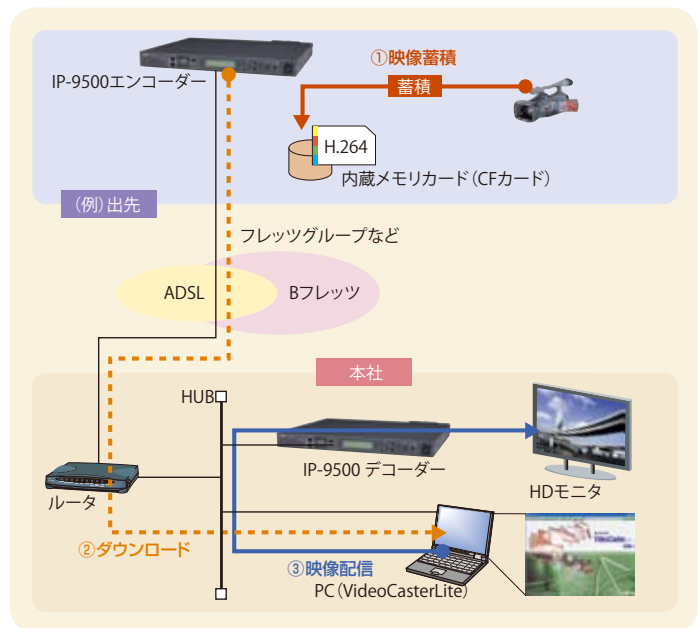 ①映像蓄積
IP-9500エンコーダー
蓄積
H.264
内蔵メモリカード（CFカード）
（例）出先
フレッツグループなど
ADSL
Bフレッツ
本社
HUB
IP-9500 デコーダー
HDモニタ
ルータ
②ダウンロード
③映像配信
PC（VideoCasterLite）